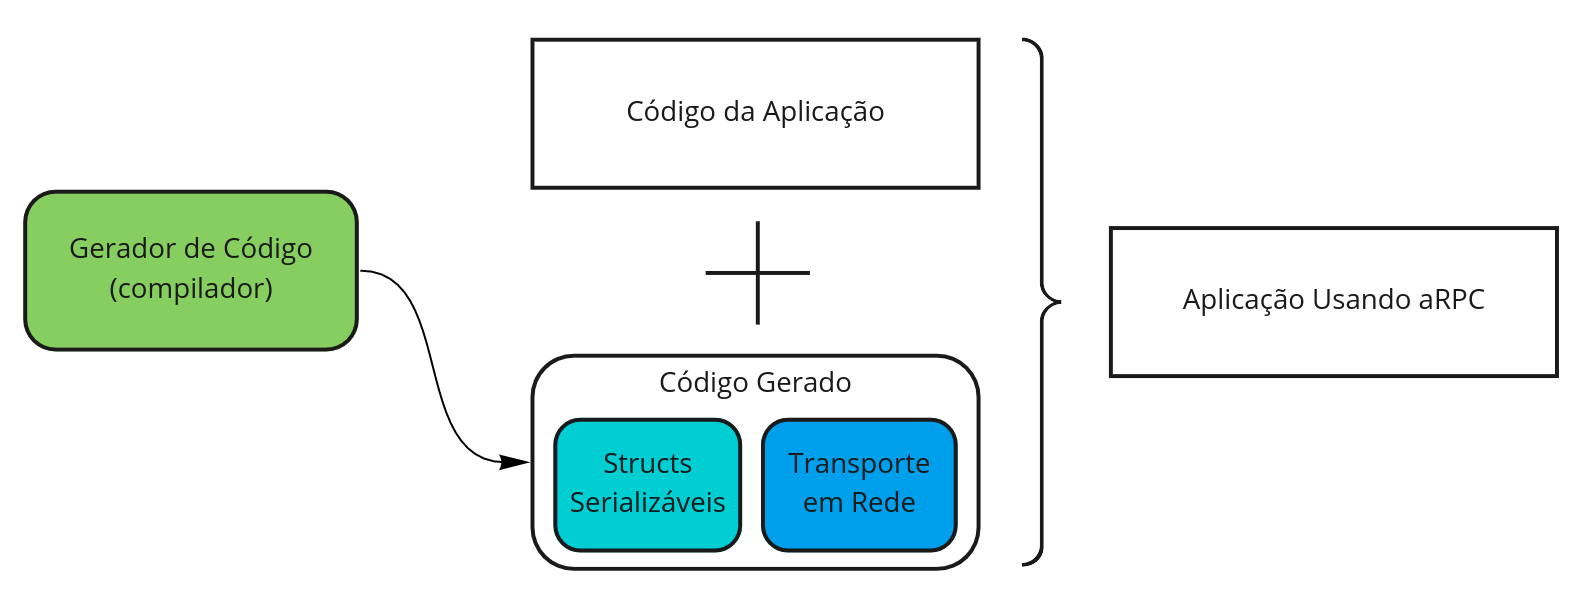 Código da Aplicação
Gerador de Código
(compilador)
Código Gerado
Structs
Serializáveis
Transporte
em Rede
Aplicação Usando aRPC